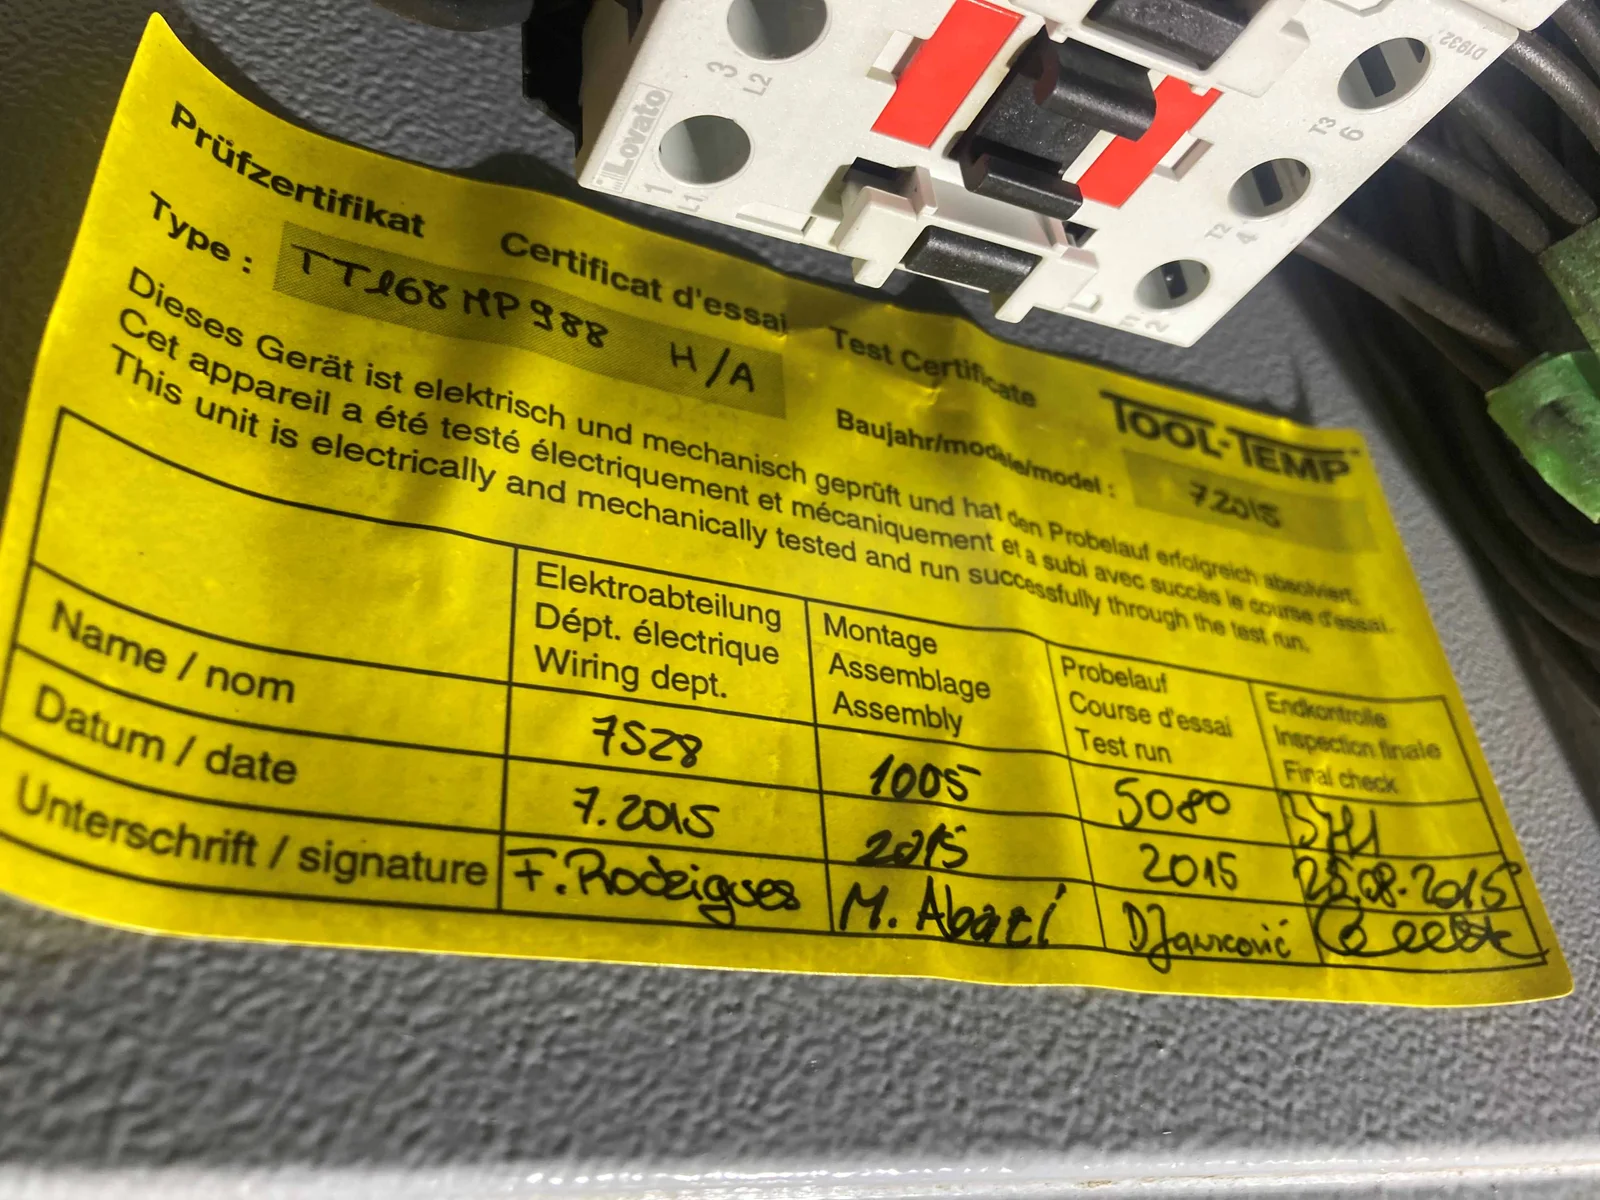 Lovato
3
L2
1
L1
D1932
T3
6
T2
4
T1
2
Prüfzertifikat Certificat d'essai Test Certificate TOOL-TEMP
Type : TT168 MP988 H/A Baujahr/modèle/model : 7.2015
Dieses Gerät ist elektrisch und mechanisch geprüft und hat den Probelauf erfolgreich absolviert.
Cet appareil a été testé électriquement et mécaniquement et a subi avec succès le course d'essai.
This unit is electrically and mechanically tested and run successfully through the test run.
Elektroabteilung Montage Probelauf Endkontrolle
Dépt. électrique Assemblage Course d'essai Inspection finale
Wiring dept. Assembly Test run Final check
Name / nom 7528 1005 5080
Datum / date 7.2015 2015 2015 25.08.2015
Unterschrift / signature F. Rodrigues M. Abazi